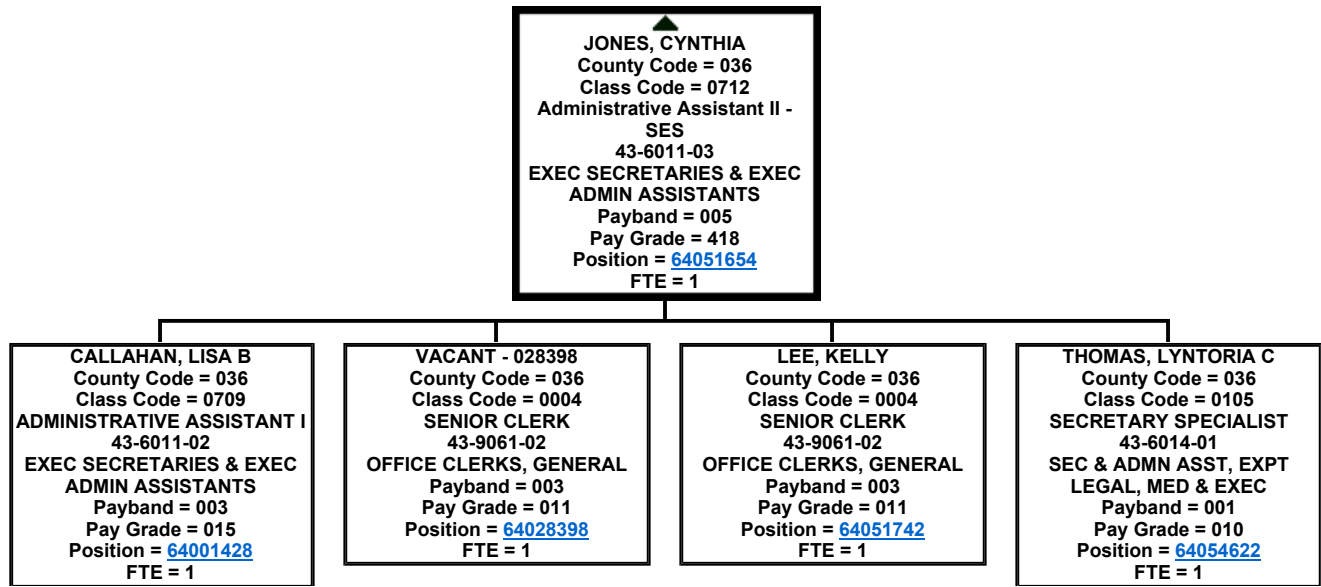 JONES, CYNTHIA
County Code = 036
Class Code = 0712
Administrative Assistant II -
SES
43-6011-03
EXEC SECRETARIES & EXEC
ADMIN ASSISTANTS
Payband = 005
Pay Grade = 418
Position = 64051654
FTE = 1
CALLAHAN, LISA B
County Code = 036
Class Code = 0709
ADMINISTRATIVE ASSISTANT I
43-6011-02
EXEC SECRETARIES & EXEC
ADMIN ASSISTANTS
Payband = 003
Pay Grade = 015
Position = 64001428
FTE = 1
VACANT - 028398
County Code = 036
Class Code = 0004
SENIOR CLERK
43-9061-02
OFFICE CLERKS, GENERAL
Payband = 003
Pay Grade = 011
Position = 64028398
FTE = 1
LEE, KELLY
County Code = 036
Class Code = 0004
SENIOR CLERK
43-9061-02
OFFICE CLERKS, GENERAL
Payband = 003
Pay Grade = 011
Position = 64051742
FTE = 1
THOMAS, LYNTORIA C
County Code = 036
Class Code = 0105
SECRETARY SPECIALIST
43-6014-01
SEC & ADMN ASST, EXPT
LEGAL, MED & EXEC
Payband = 001
Pay Grade = 010
Position = 64054622
FTE = 1